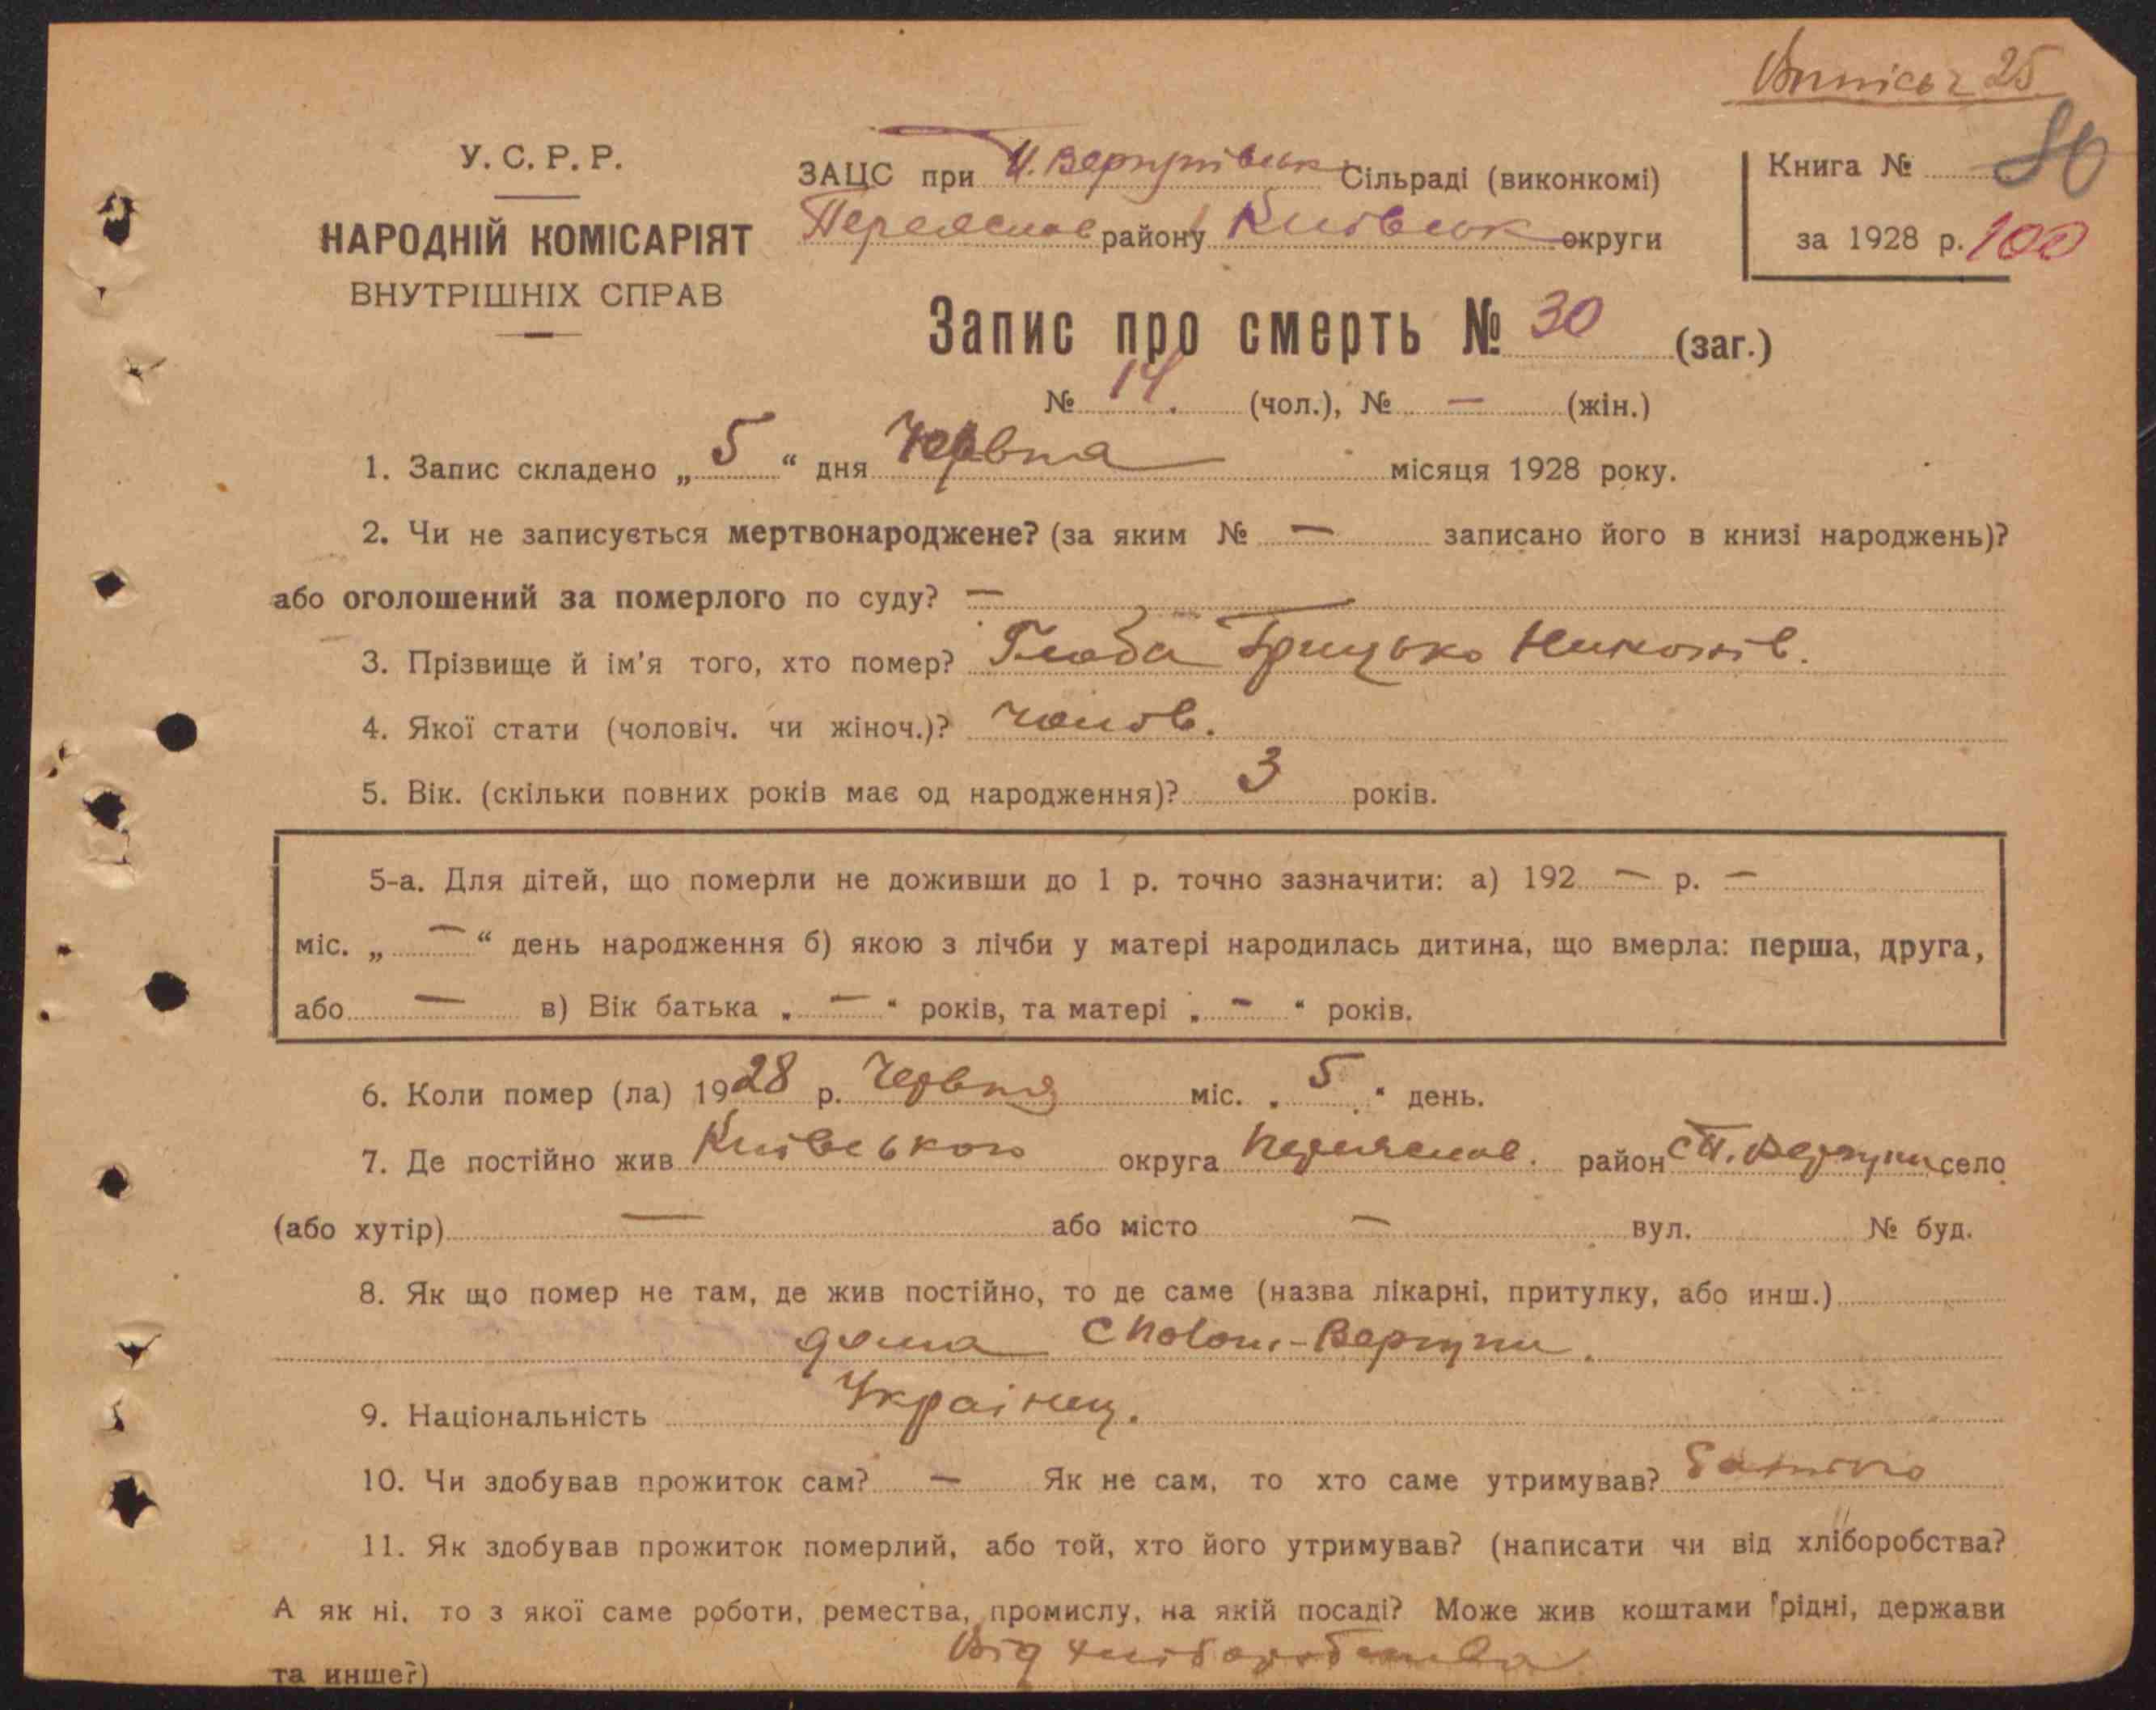 25
У. С. Р. Р.
НАРОДНІЙ КОМІСАРІЯТ
ВНУТРІШНІХ СПРАВ
ЗАЦС при Сільраді (виконкомі)
Переяслав району Київськ округи
Книга № 80
за 1928 р. 100
Запис про смерть № 30 (заг.)
№ 14. (чол.), № — (жін.)
1. Запис складено „ 5 “ дня Червня місяця 1928 року.
2. Чи не записується мертвонароджене? (за яким № — записано його в книзі народжень)?
або оголошений за померлого по суду? —
3. Прізвище й ім'я того, хто помер? Глоба Грицько Никонів.
4. Якої стати (чоловіч. чи жіноч.)? чолов.
5. Вік. (скільки повних років має од народження)? 3 років.
5-а. Для дітей, що померли не доживши до 1 р. точно зазначити: а) 192 — р. —
міс. „ — “ день народження б) якою з лічби у матері народилась дитина, що вмерла: перша, друга,
або — в) Вік батька „ — “ років, та матері „ — “ років.
6. Коли помер (ла) 1928 р. Червня міс. „ 5 “ день.
7. Де постійно жив Київського округа Переяслав. район село
(або хутір) — або місто — вул. № буд.
8. Як що помер не там, де жив постійно, то де саме (назва лікарні, притулку, або инш.)
дома
9. Національність Українец.
10. Чи здобував прожиток сам? — Як не сам, то хто саме утримував? батько
11. Як здобував прожиток померлий, або той, хто його утримував? (написати чи від хліборобства?
А як ні, то з якої саме роботи, ремества, промислу, на якій посаді? Може жив коштами рідні, держави
та инше?) Від хліборобства